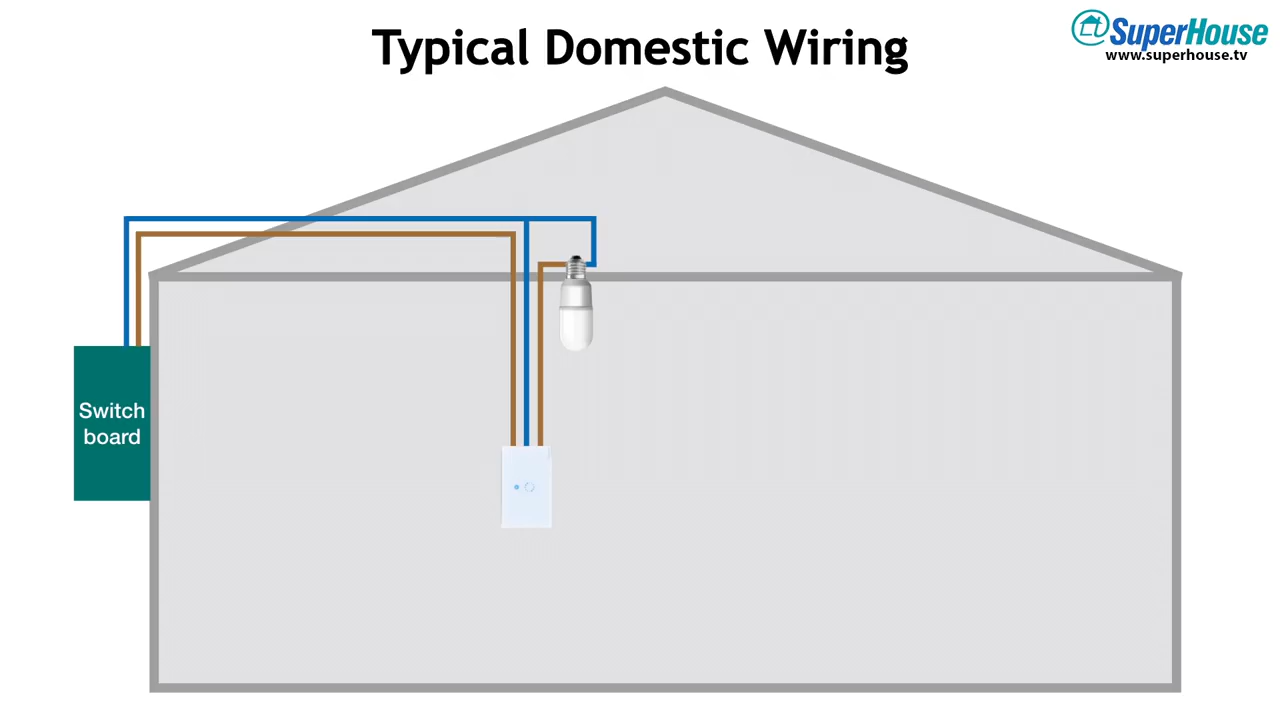 Typical Domestic Wiring
SuperHouse
www.superhouse.tv
Switch
board